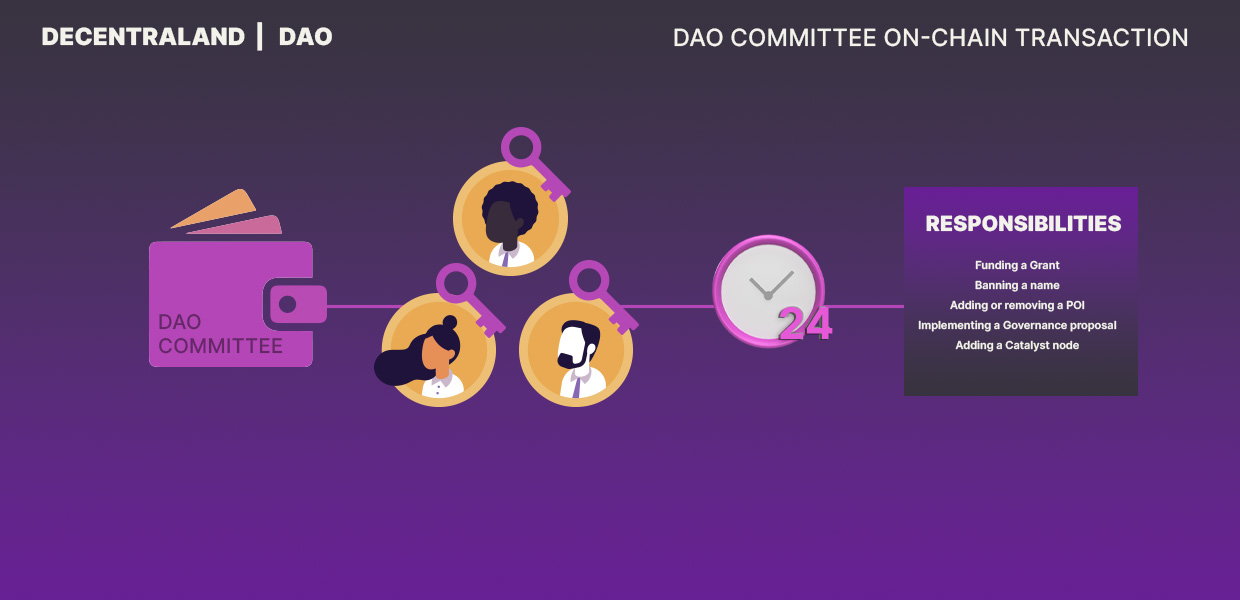 DECENTRALAND | DAO
DAO COMMITTEE ON-CHAIN TRANSACTION
DAO
COMMITTEE
24
RESPONSIBILITIES
Funding a Grant
Banning a name
Adding or removing a POI
Implementing a Governance proposal
Adding a Catalyst node